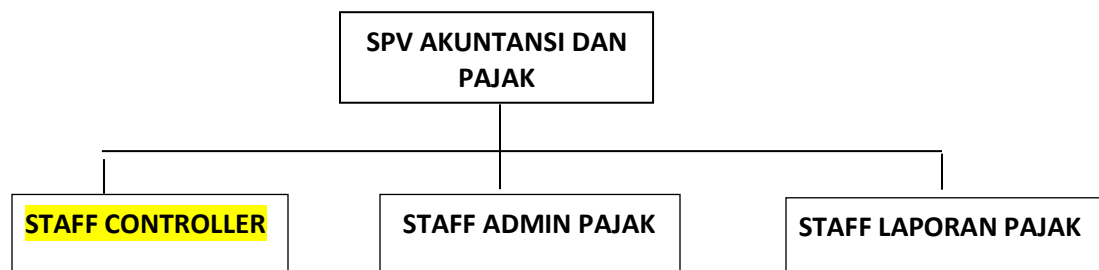 SPV AKUNTANSI DAN
PAJAK
STAFF CONTROLLER
STAFF ADMIN PAJAK
STAFF LAPORAN PAJAK